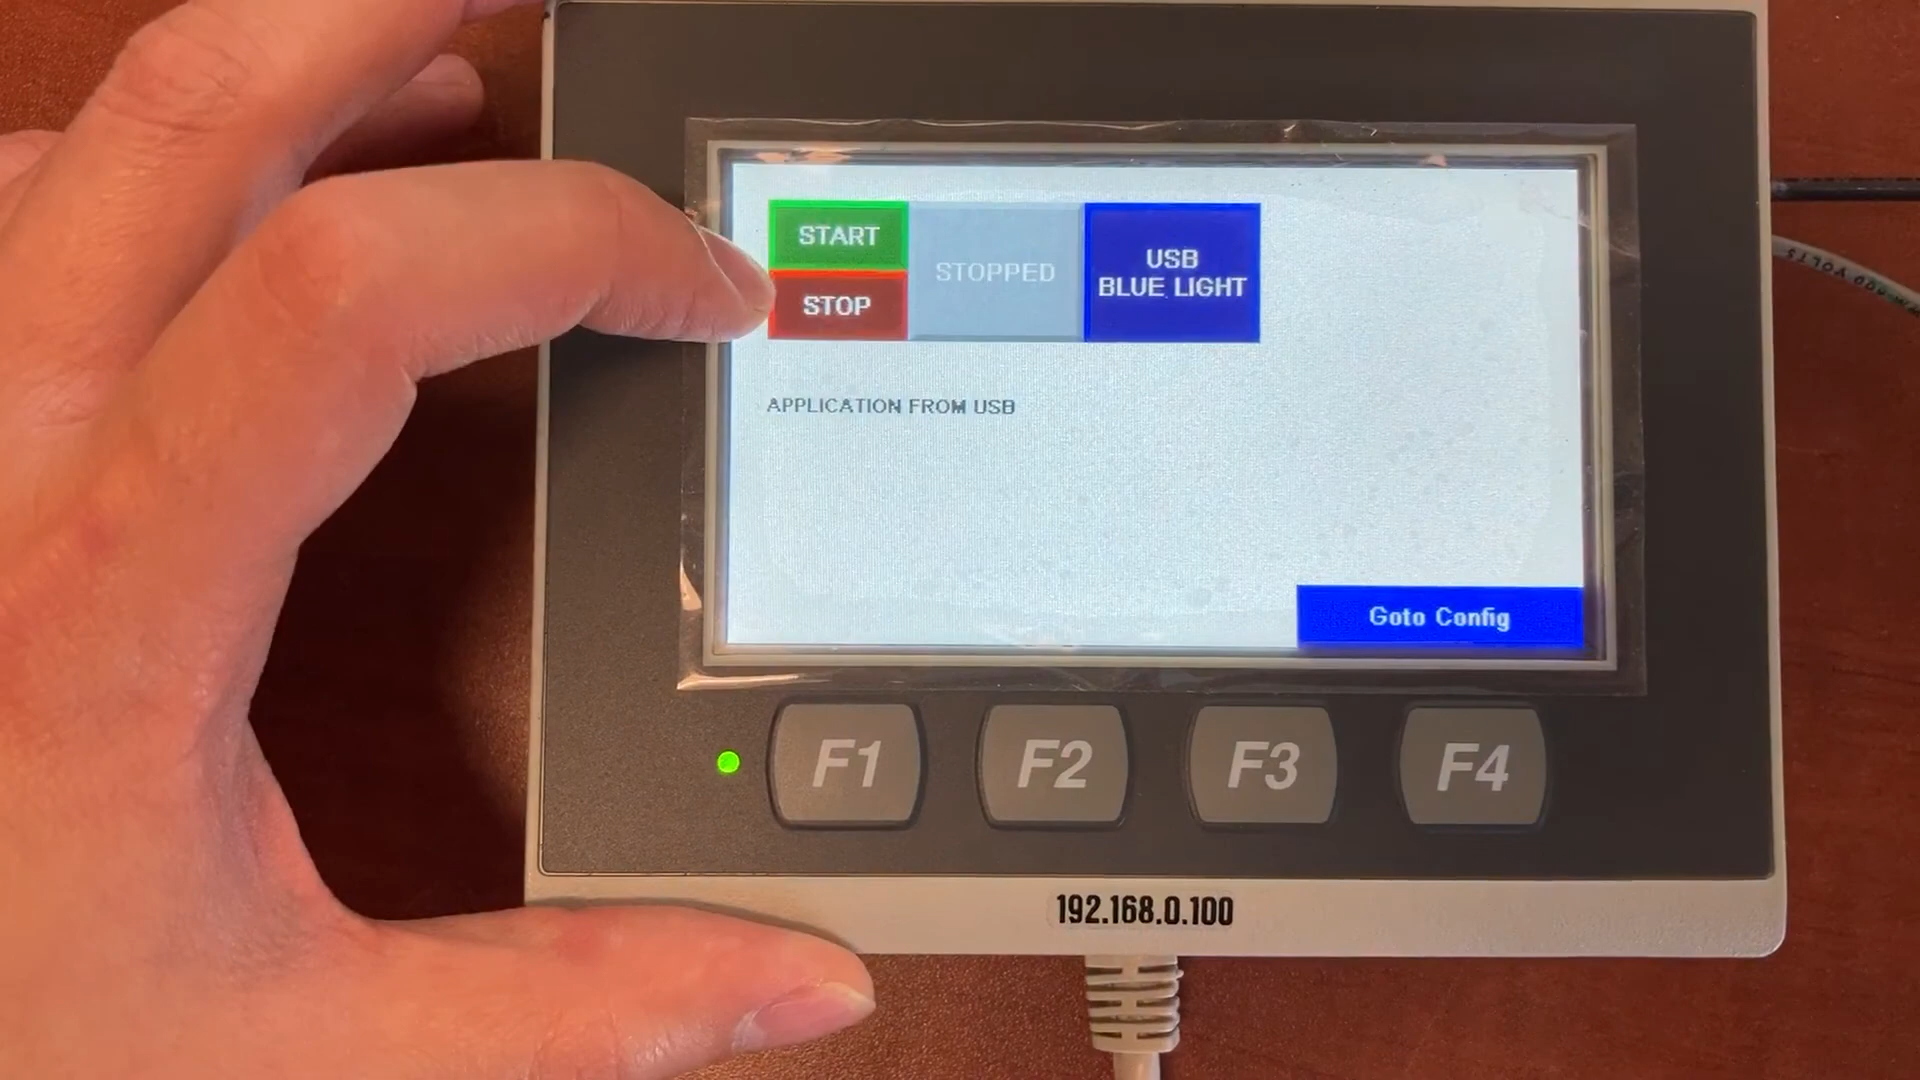 START
STOP
STOPPED
USB
BLUE LIGHT
APPLICATION FROM USB
Goto Config
F1
F2
F3
F4
192.168.0.100